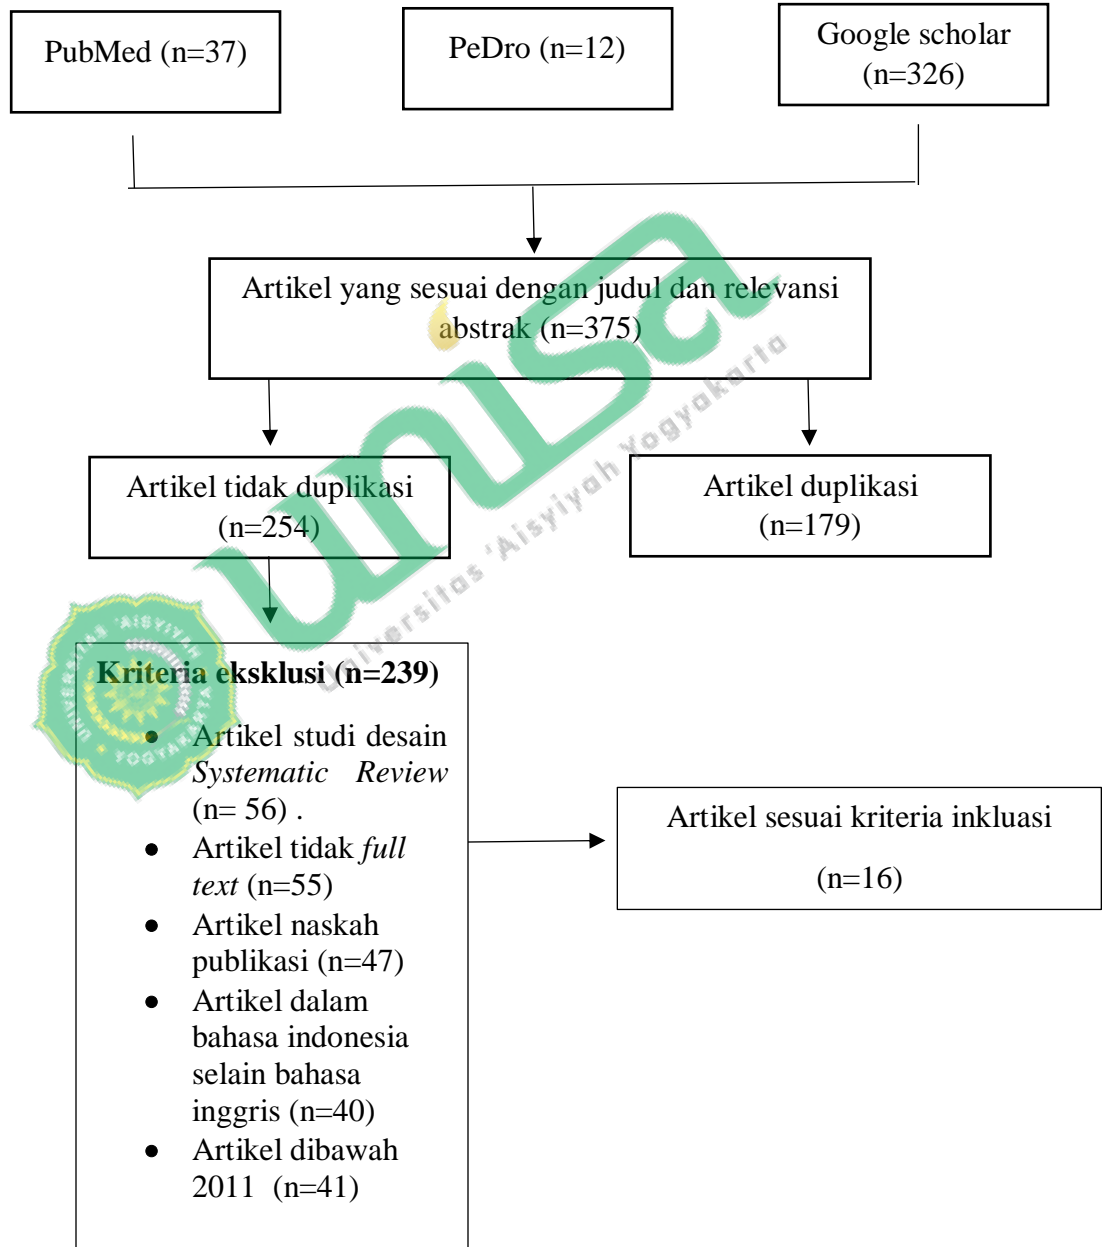 PubMed (n=37)
PeDro (n=12)
Google scholar
(n=326)
Artikel yang sesuai dengan judul dan relevansi
abstrak (n=375)
Artikel tidak duplikasi
(n=254)
Artikel duplikasi
(n=179)
Kriteria eksklusi (n=239)
• Artikel studi desain
Systematic Review
(n= 56) .
• Artikel tidak full
text (n=55)
• Artikel naskah
publikasi (n=47)
• Artikel dalam
bahasa indonesia
selain bahasa
inggris (n=40)
• Artikel dibawah
2011 (n=41)
Artikel sesuai kriteria inkluasi
(n=16)
unisa
Universitas 'Aisyiyah Yogyakarta
UNIVERSITAS 'AISYIYAH YOGYAKARTA